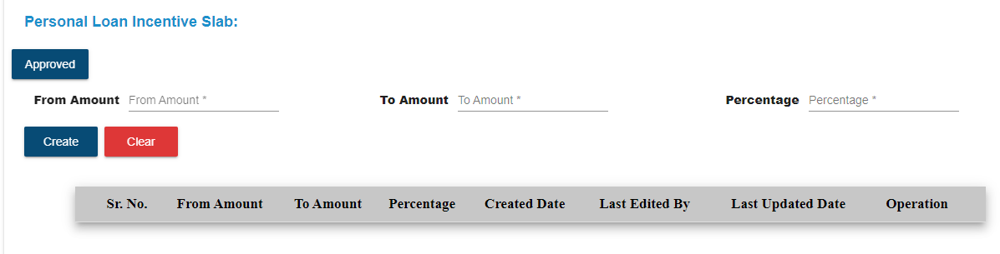 Personal Loan Incentive Slab:
Approved
From Amount From Amount * To Amount To Amount * Percentage Percentage *
Create Clear
Sr. No. From Amount To Amount Percentage Created Date Last Edited By Last Updated Date Operation